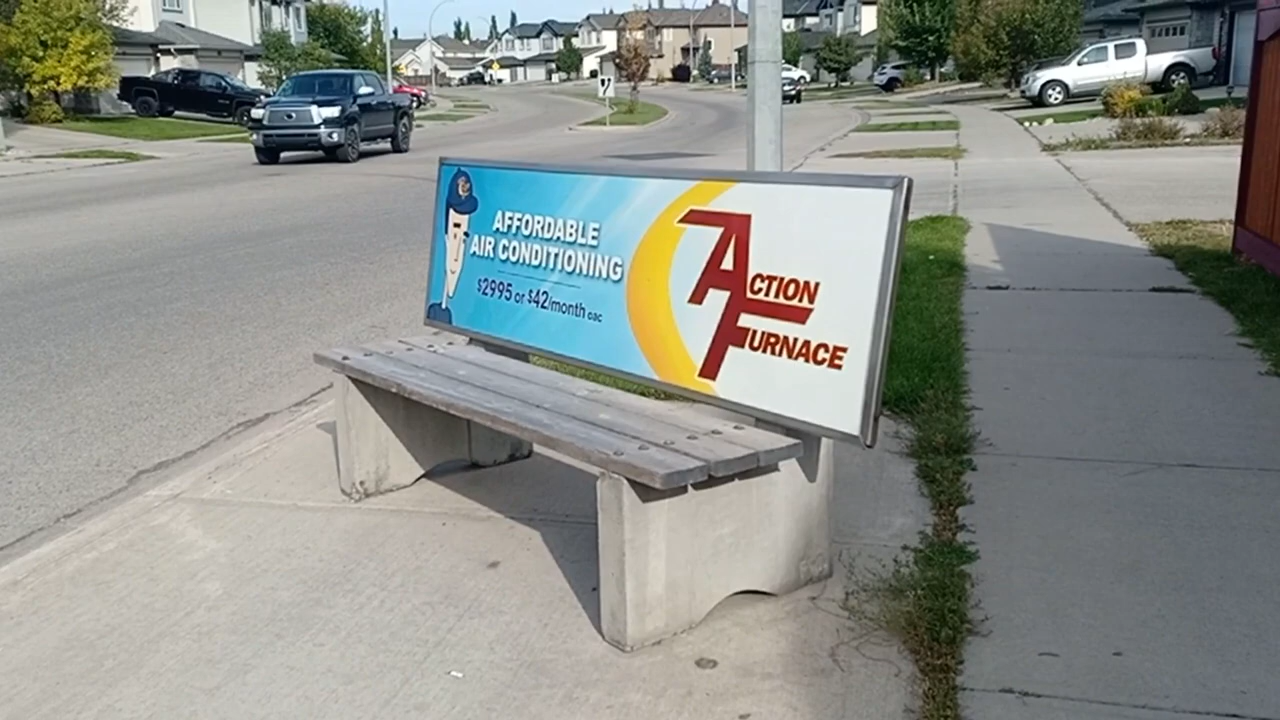 AFFORDABLE
AIR CONDITIONING
$2995 or $42/month oac
ACTION
FURNACE